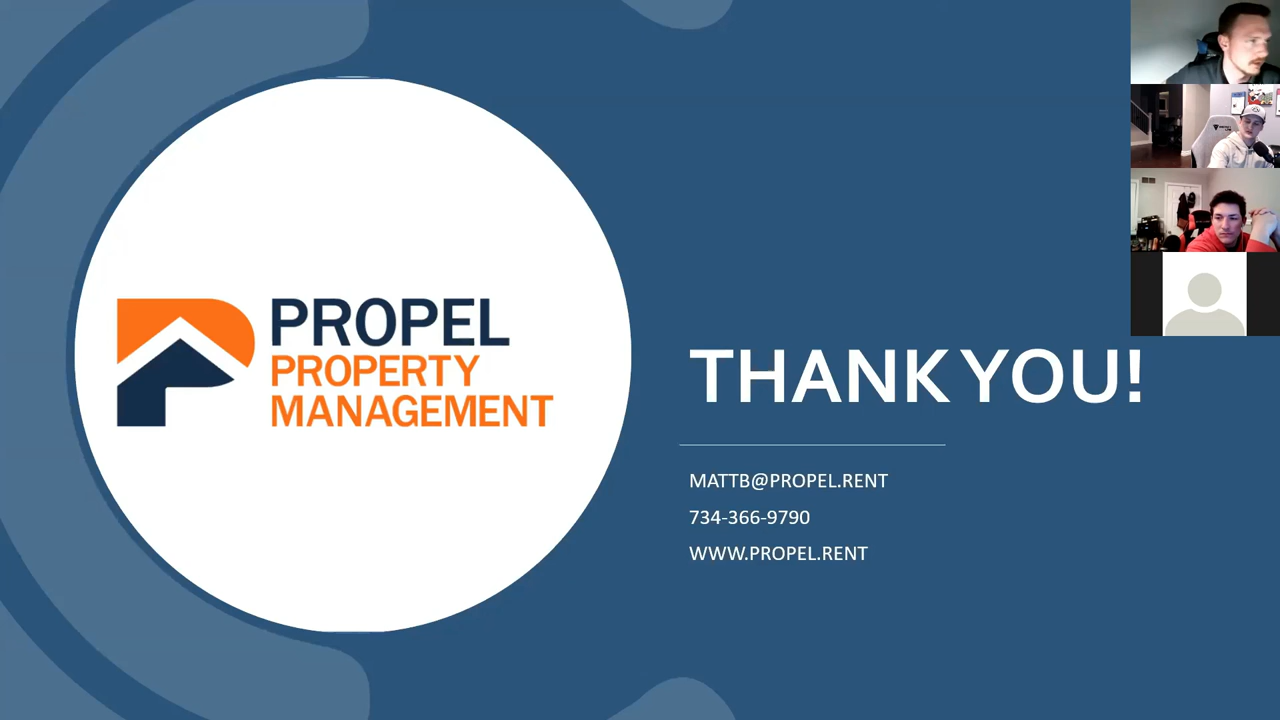 PROPEL
PROPERTY
MANAGEMENT
THANK YOU!
MATTB@PROPEL.RENT
734-366-9790
WWW.PROPEL.RENT